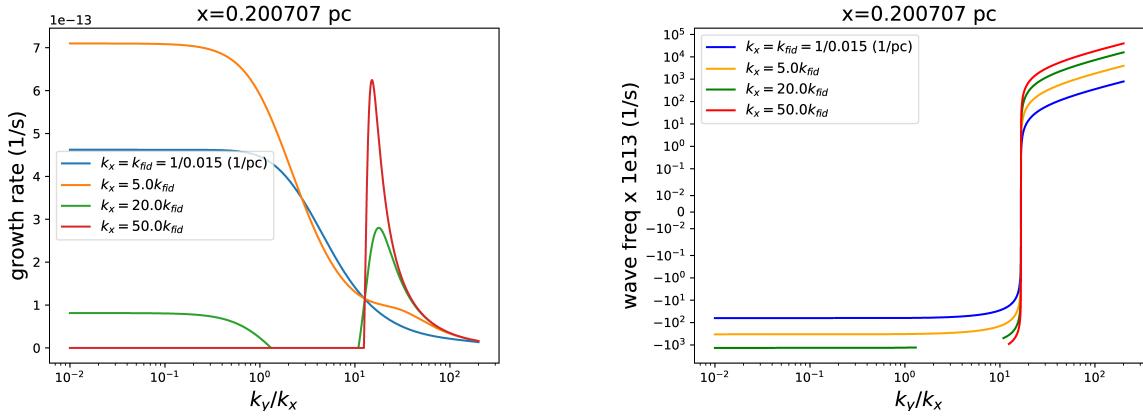 x=0.200707 pc
1e−13
growth rate (1/s)
7
6
5
4
3
2
1
0
k_x = k_fid = 1/0.015 (1/pc)
k_x = 5.0k_fid
k_x = 20.0k_fid
k_x = 50.0k_fid
10^−2 10^−1 10^0 10^1 10^2
k_y/k_x
x=0.200707 pc
wave freq x 1e13 (1/s)
10^5
10^4
10^3
10^2
10^1
10^0
10^−1
10^−2
0
−10^−2
−10^−1
−10^0
−10^1
−10^2
−10^3
k_x = k_fid = 1/0.015 (1/pc)
k_x = 5.0k_fid
k_x = 20.0k_fid
k_x = 50.0k_fid
10^−2 10^−1 10^0 10^1 10^2
k_y/k_x